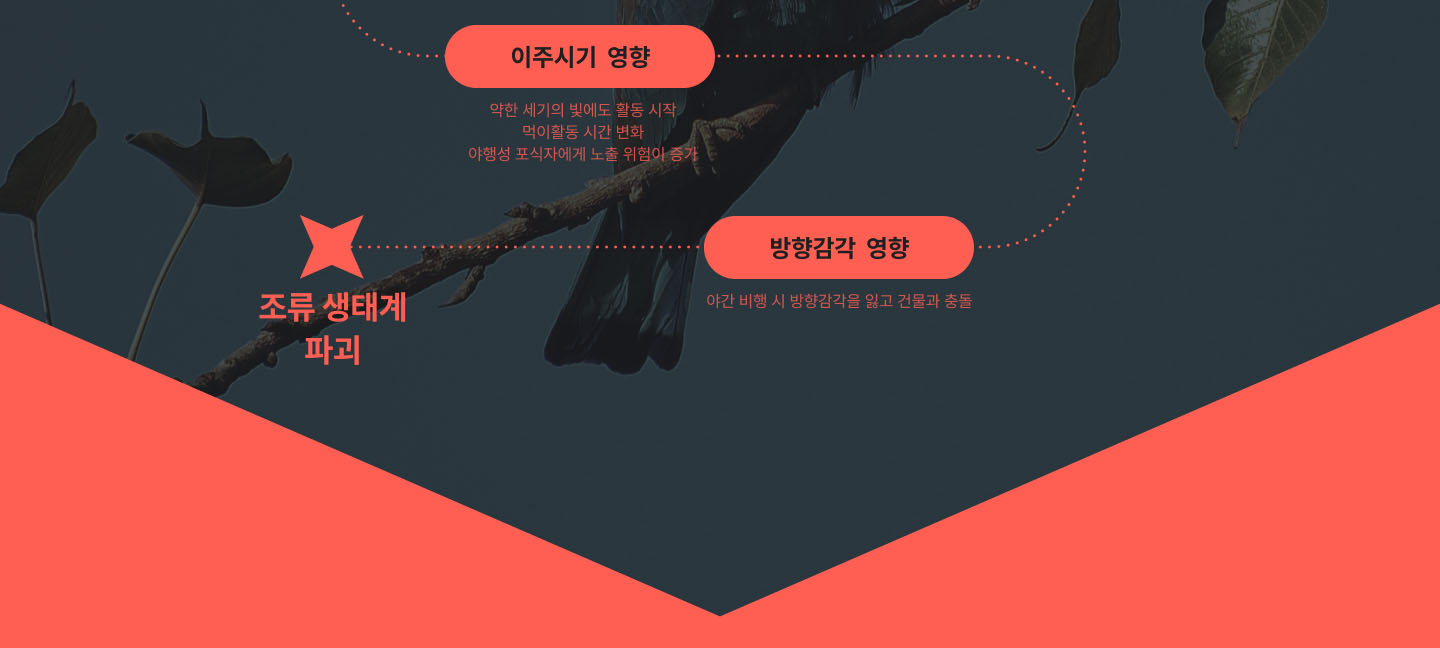 이주시기 영향
약한 세기의 빛에도 활동 시작
먹이활동 시간 변화
야행성 포식자에게 노출 위험이 증가
방향감각 영향
야간 비행 시 방향감각을 잃고 건물과 충돌
조류 생태계
파괴